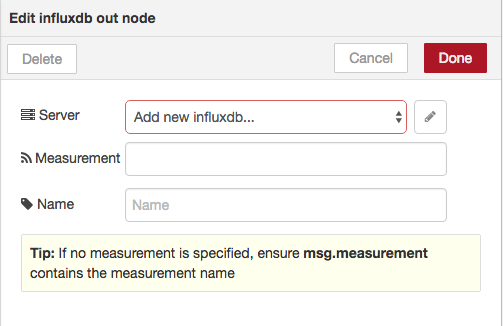 Edit influxdb out node
Delete Cancel Done
Server Add new influxdb...
Measurement
Name Name
Tip: If no measurement is specified, ensure msg.measurement
contains the measurement name